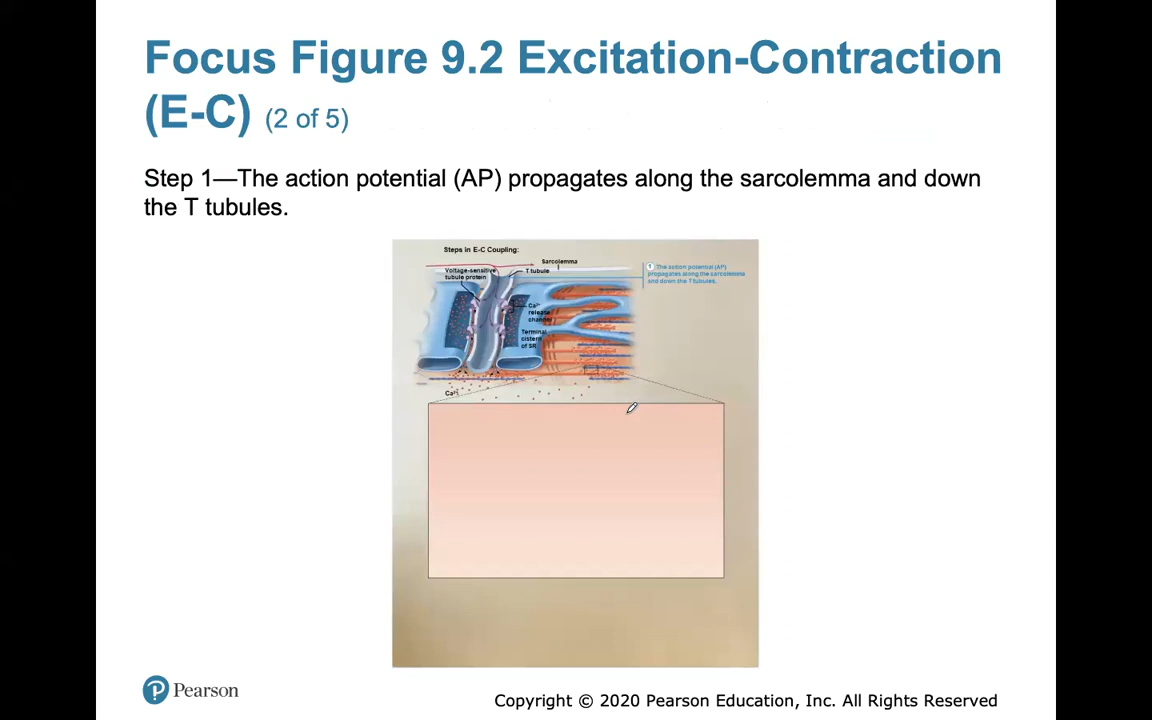 Focus Figure 9.2 Excitation-Contraction
(E-C) (2 of 5)
Step 1—The action potential (AP) propagates along the sarcolemma and down
the T tubules.
Steps in E-C Coupling:
Sarcolemma
Voltage-sensitive
tubule protein
T tubule
1 The action potential (AP)
propagates along the sarcolemma
and down the T tubules.
Ca²⁺
release
channel
Terminal
cistern
of SR
Ca²⁺
Pearson
Copyright © 2020 Pearson Education, Inc. All Rights Reserved